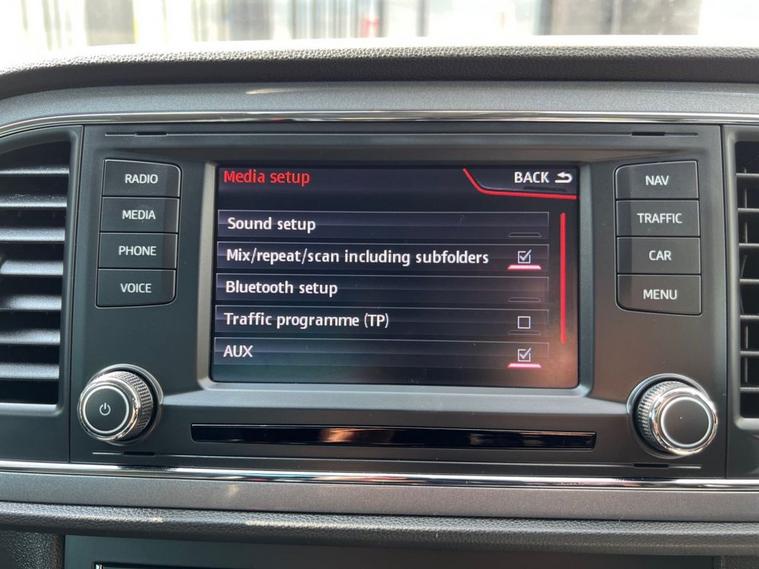 RADIO
MEDIA
PHONE
VOICE
Media setup
BACK
Sound setup
Mix/repeat/scan including subfolders
Bluetooth setup
Traffic programme (TP)
AUX
NAV
TRAFFIC
CAR
MENU